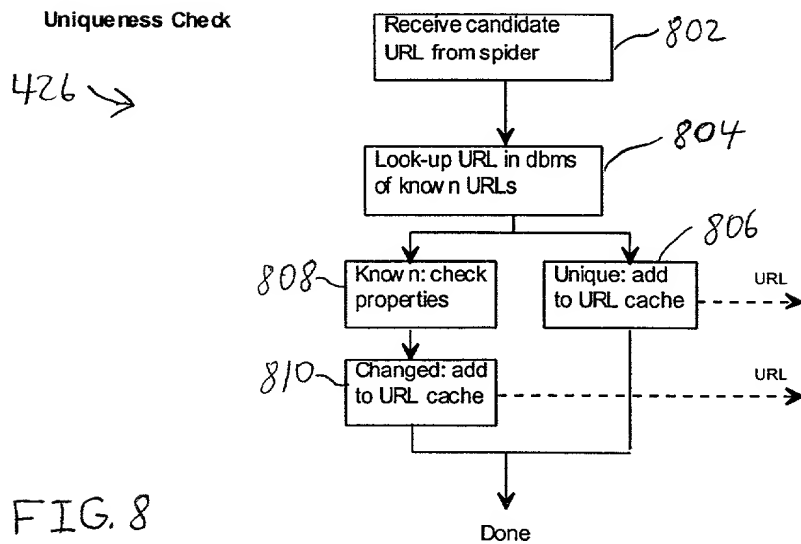 Uniqueness Check
426
Receive candidate
URL from spider
802
Look-up URL in dbms
of known URLs
804
808
Known: check
properties
806
Unique: add
to URL cache
URL
810
Changed: add
to URL cache
URL
FIG. 8
Done